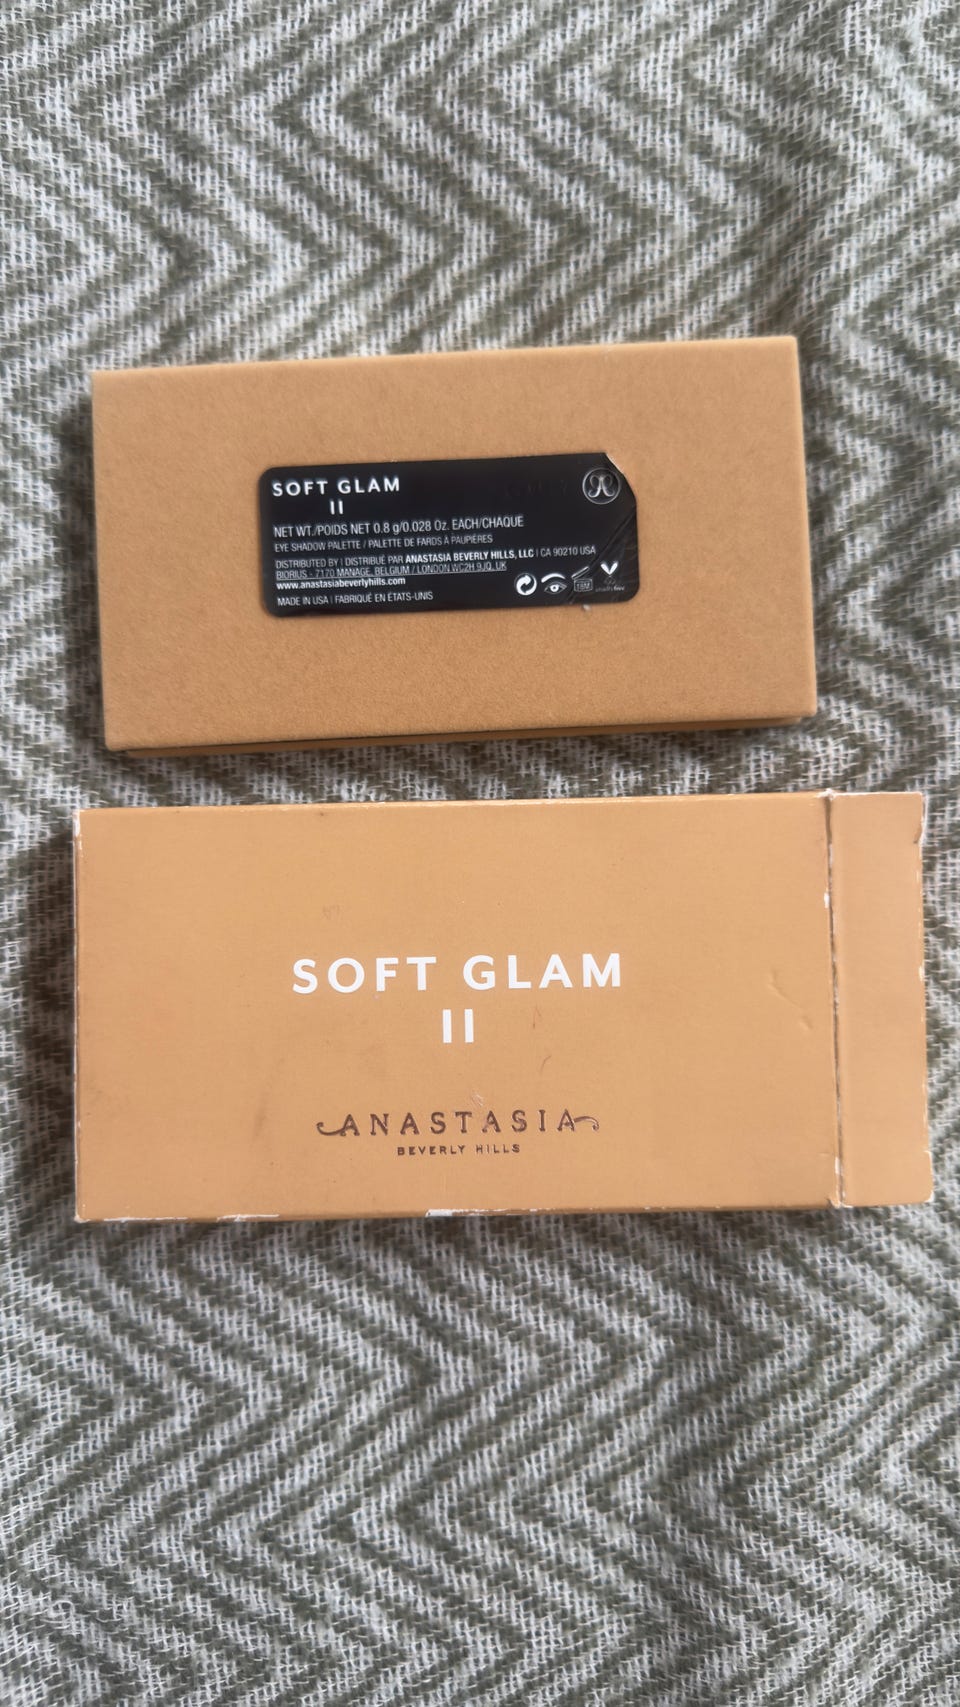 SOFT GLAM
II
NET WT./POIDS NET 0.8 g/0.028 Oz. EACH/CHAQUE
EYE SHADOW PALETTE / PALETTE DE FARDS À PAUPIÈRES
DISTRIBUTED BY | DISTRIBUÉ PAR ANASTASIA BEVERLY HILLS, LLC | CA 90210 USA
BIORIUS - 7170 MANAGE, BELGIUM / LONDON WC2H 9JQ, UK
www.anastasiabeverlyhills.com
MADE IN USA | FABRIQUÉ EN ÉTATS-UNIS
SOFT GLAM
II
ANASTASIA
BEVERLY HILLS